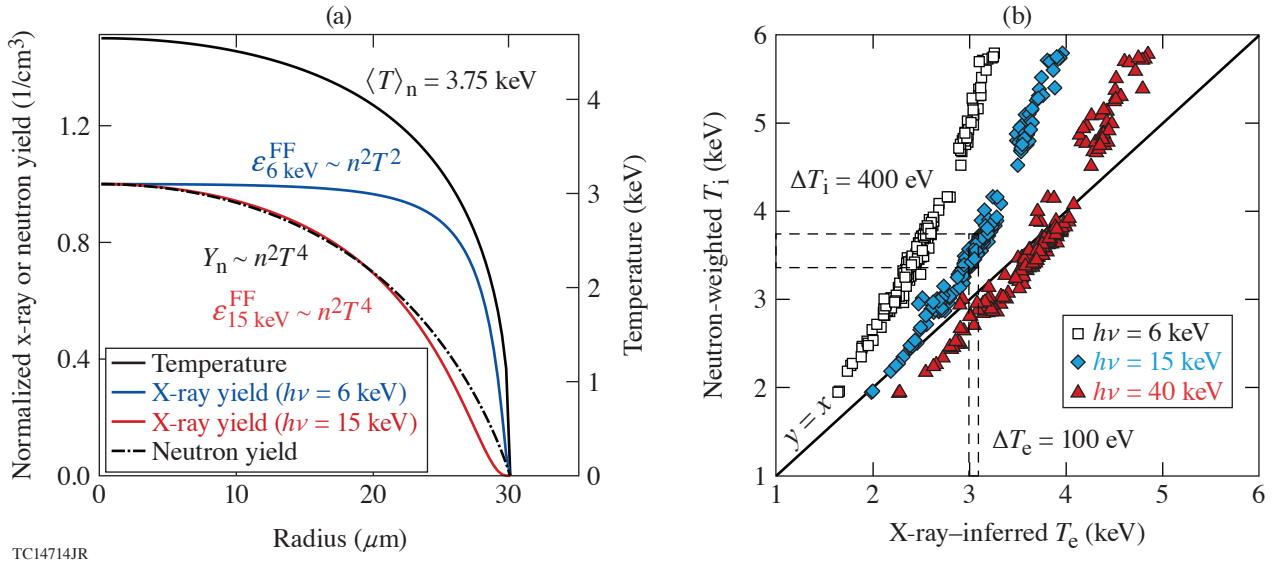 (a)
Normalized x-ray or neutron yield (1/cm³)
1.2
0.8
0.4
0.0
⟨T⟩ₙ = 3.75 keV
ε^FF_6 keV ~ n²T²
Yₙ ~ n²T⁴
ε^FF_15 keV ~ n²T⁴
Temperature
X-ray yield (hν = 6 keV)
X-ray yield (hν = 15 keV)
Neutron yield
0 10 20 30
Radius (μm)
4
3
2
1
0
Temperature (keV)
TC14714JR
(b)
Neutron-weighted Tᵢ (keV)
6
5
4
3
2
1
ΔTᵢ = 400 eV
y = x
hν = 6 keV
hν = 15 keV
hν = 40 keV
ΔTₑ = 100 eV
1 2 3 4 5 6
X-ray–inferred Tₑ (keV)